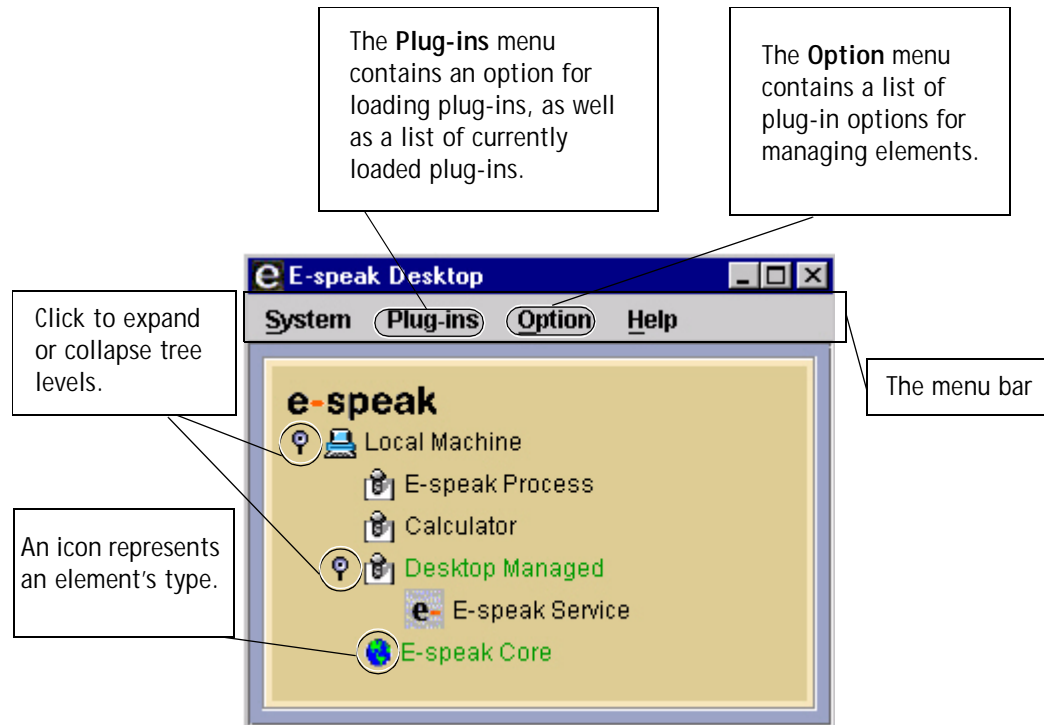 The Plug-ins menu
contains an option for
loading plug-ins, as well
as a list of currently
loaded plug-ins.
The Option menu
contains a list of
plug-in options for
managing elements.
e E-speak Desktop
System Plug-ins Option Help
Click to expand
or collapse tree
levels.
The menu bar
e-speak
Local Machine
E-speak Process
Calculator
Desktop Managed
e- E-speak Service
E-speak Core
An icon represents
an element's type.